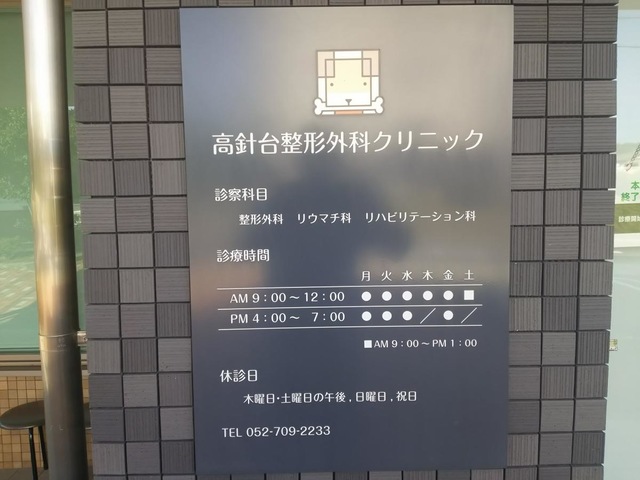 高針台整形外科クリニック
診察科目
整形外科 リウマチ科 リハビリテーション科
診療時間
月 火 水 木 金 土
AM 9:00〜12:00 ● ● ● ● ● ■
PM 4:00〜 7:00 ● ● ● ／ ● ／
■AM 9:00〜PM 1:00
休診日
木曜日・土曜日の午後,日曜日,祝日
TEL 052-709-2233
本
終了